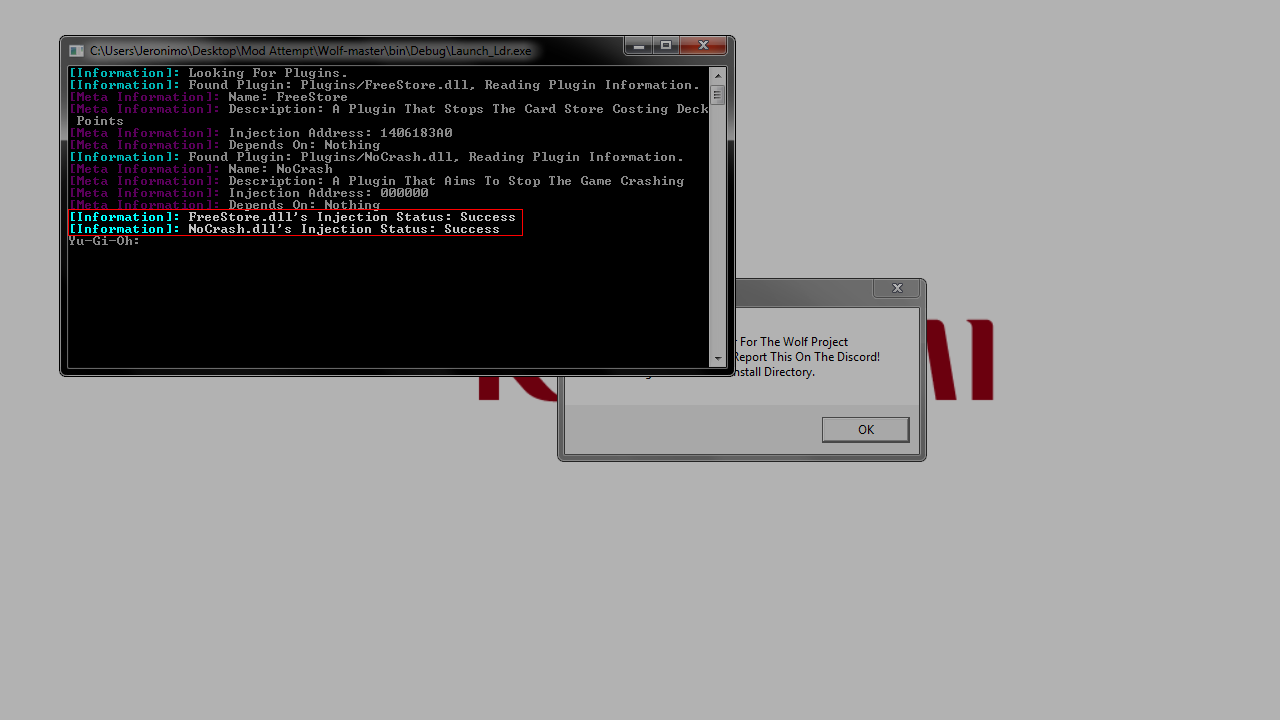 C:\Users\Jeronimo\Desktop\Mod Attempt\Wolf-master\bin\Debug\Launch_Ldr.exe
[Information]: Looking For Plugins.
[Information]: Found Plugin: Plugins/FreeStore.dll, Reading Plugin Information.
[Meta Information]: Name: FreeStore
[Meta Information]: Description: A Plugin That Stops The Card Store Costing Deck
Points
[Meta Information]: Injection Address: 1406183A0
[Meta Information]: Depends On: Nothing
[Information]: Found Plugin: Plugins/NoCrash.dll, Reading Plugin Information.
[Meta Information]: Name: NoCrash
[Meta Information]: Description: A Plugin That Aims To Stop The Game Crashing
[Meta Information]: Injection Address: 000000
[Meta Information]: Depends On: Nothing
[Information]: FreeStore.dll's Injection Status: Success
[Information]: NoCrash.dll's Injection Status: Success
Yu-Gi-Oh:
For The Wolf Project
Report This On The Discord!
Directory.
OK